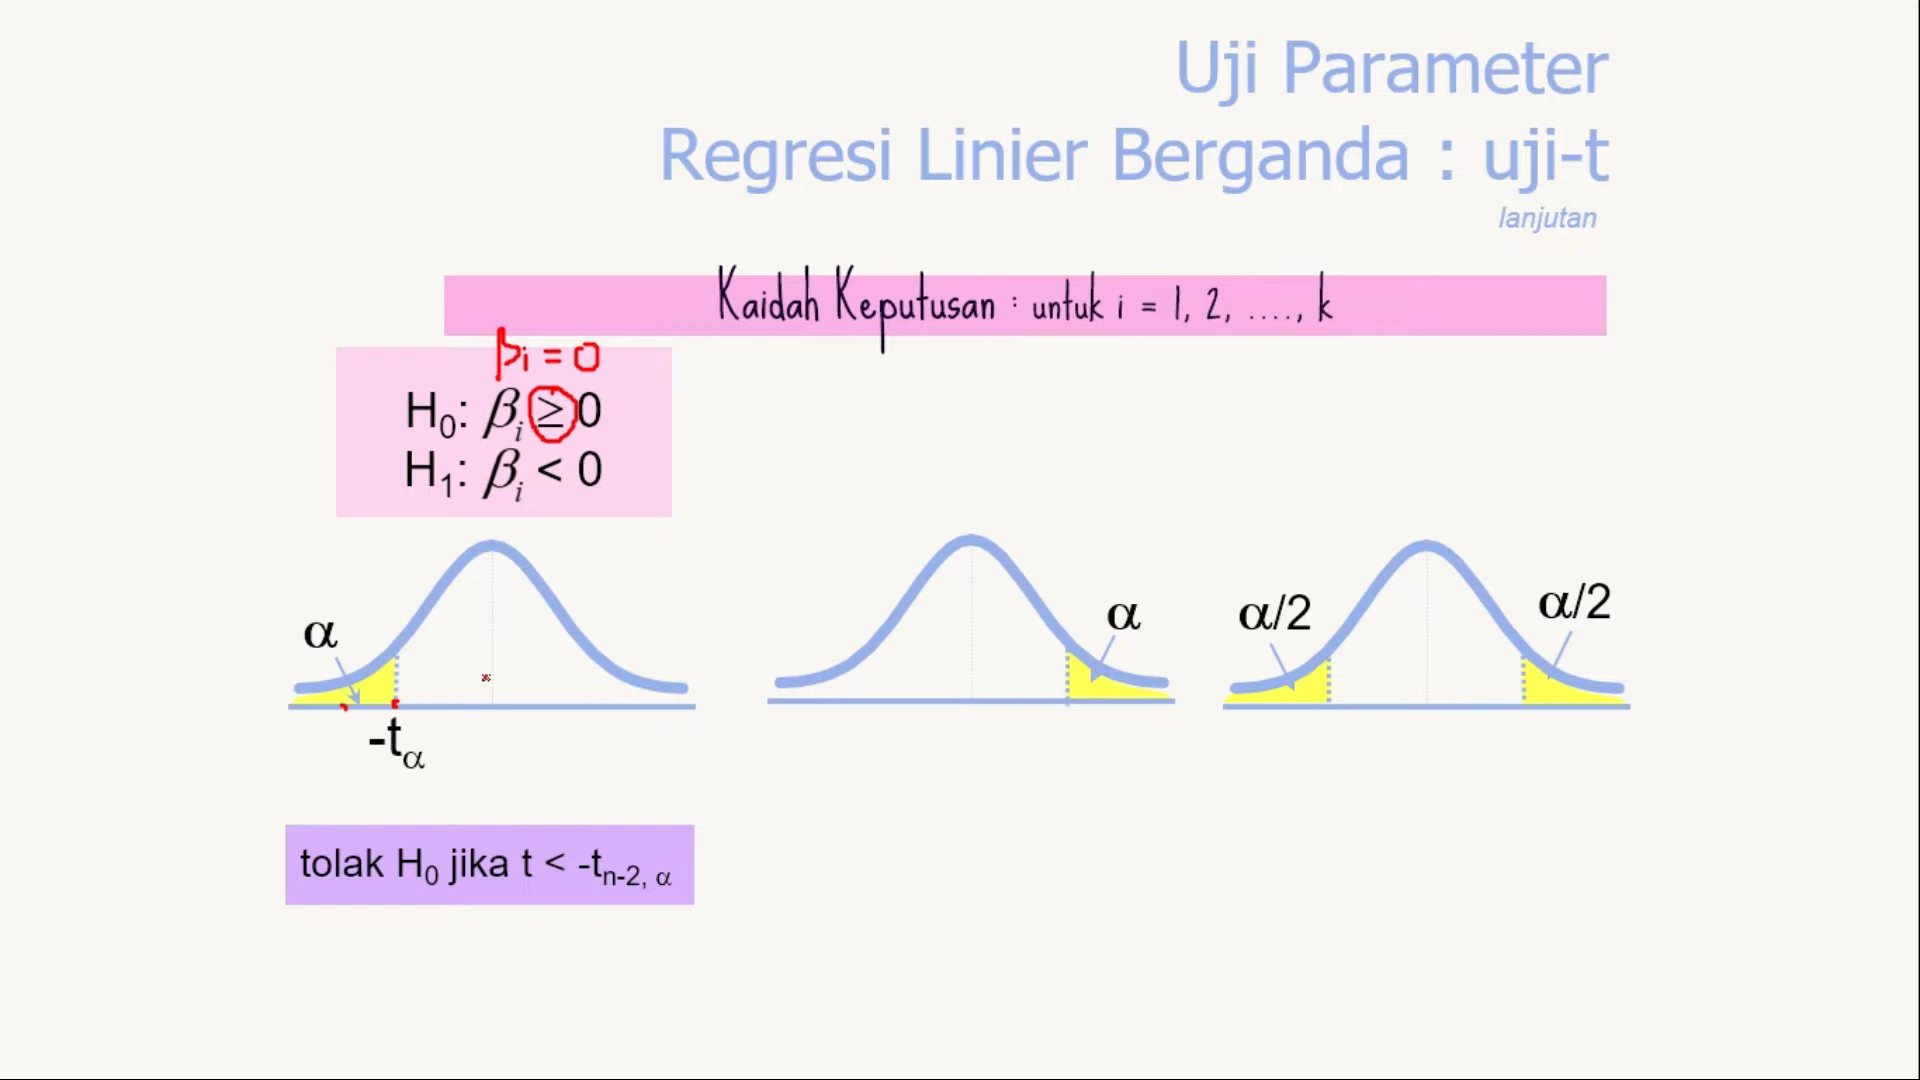 Uji Parameter
Regresi Linier Berganda : uji-t
lanjutan
Kaidah Keputusan : untuk i = 1, 2, ...., k
βi = 0
H₀: βᵢ ≥ 0
H₁: βᵢ < 0
α
-tα
α
α/2
α/2
tolak H₀ jika t < -tn-2, α